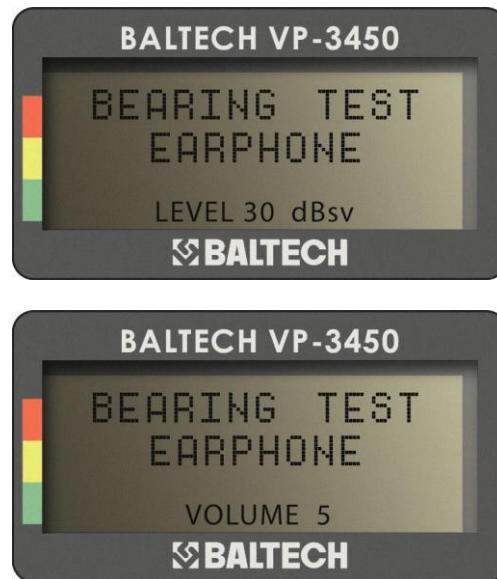 BALTECH VP-3450
BEARING TEST
EARPHONE
LEVEL 30 dBsv
BALTECH
BALTECH VP-3450
BEARING TEST
EARPHONE
VOLUME 5
BALTECH